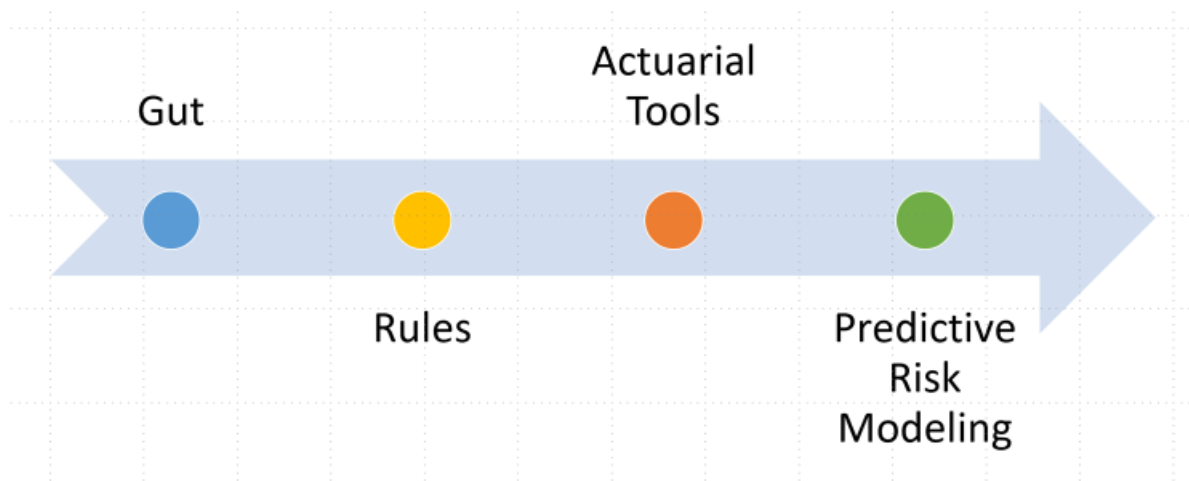 Gut
Rules
Actuarial
Tools
Predictive
Risk
Modeling